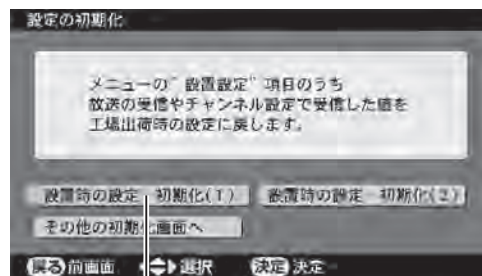 設定の初期化
メニューの"設置設定"項目のうち
放送の受信やチャンネル設定で受信した値を
工場出荷時の設定に戻します。
設置時の設定 初期化(1) 設置時の設定 初期化(2)
その他の初期化画面へ
戻る 前画面 選択 決定 決定